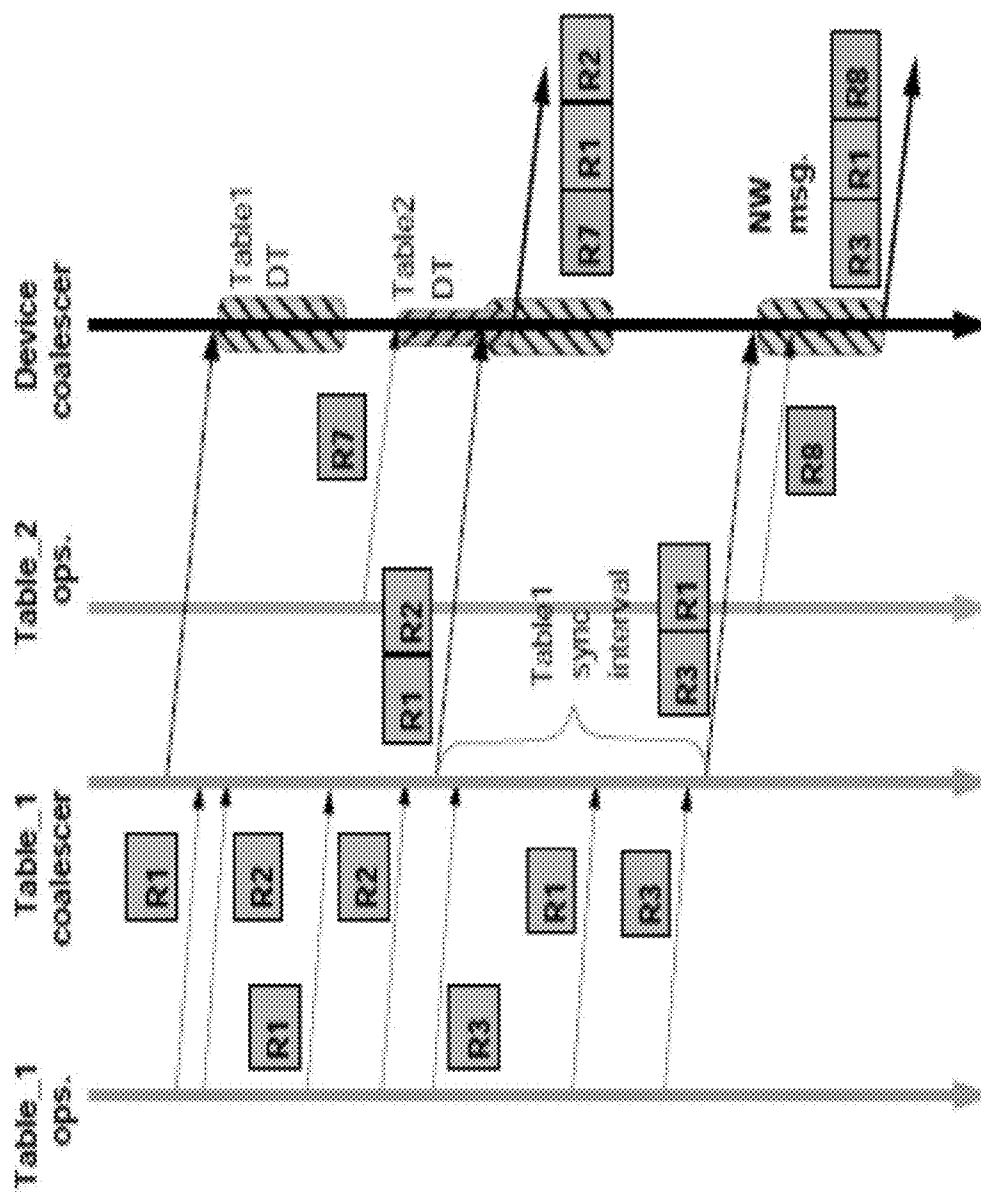 Table_1
ops.
Table_1
coalescer
Table_2
ops.
Device
coalescer
R1
R2
R1
R2
R3
R1
R3
R1
R2
Table1
sync
interval
R3
R1
R7
R8
Table1
DT
Table2
DT
R7
R1
R2
NW
msg.
R3
R1
R8